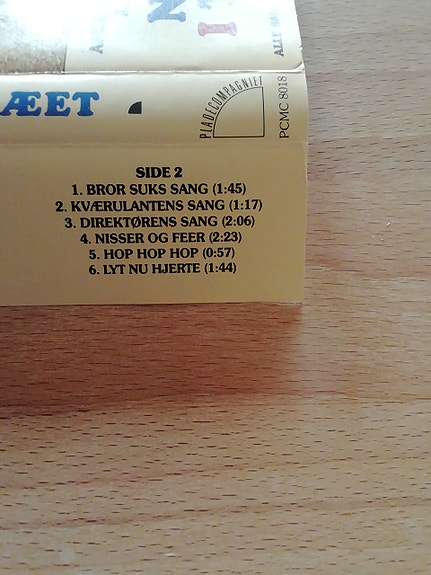 ÆET
PLADECOMPAGNIET
PCMC 8018
SIDE 2
1. BROR SUKS SANG (1:45)
2. KVÆRULANTENS SANG (1:17)
3. DIREKTØRENS SANG (2:06)
4. NISSER OG FEER (2:23)
5. HOP HOP HOP (0:57)
6. LYT NU HJERTE (1:44)